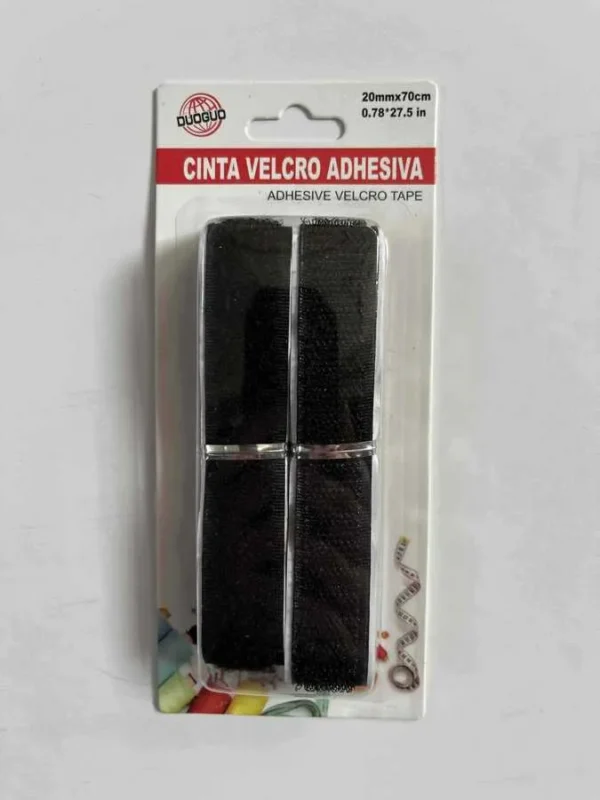 DUOGUO
20mmx70cm
0.78*27.5 in
CINTA VELCRO ADHESIVA
ADHESIVE VELCRO TAPE